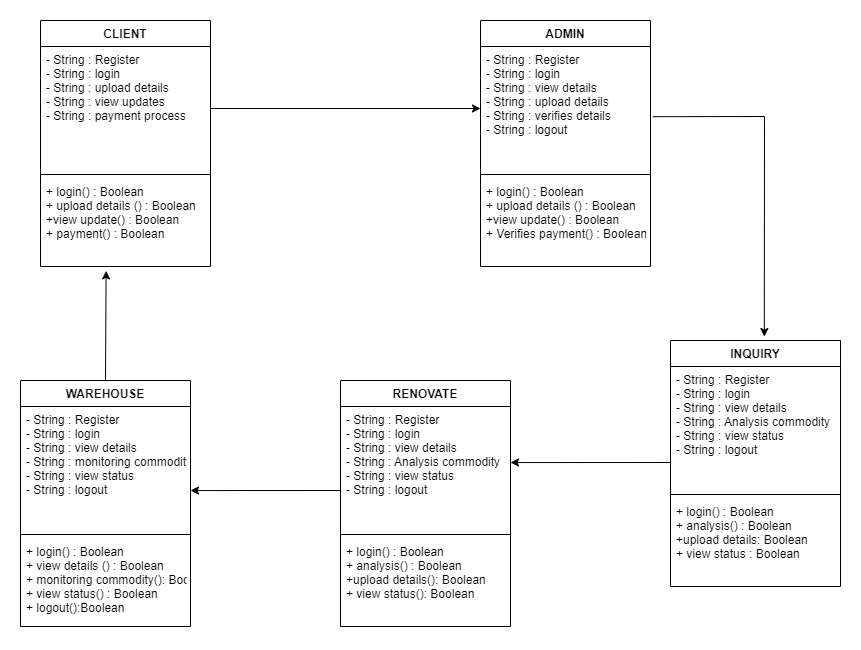 CLIENT
- String : Register
- String : login
- String : upload details
- String : view updates
- String : payment process
+ login() : Boolean
+ upload details () : Boolean
+view update() : Boolean
+ payment() : Boolean
ADMIN
- String : Register
- String : login
- String : view details
- String : upload details
- String : verifies details
- String : logout
+ login() : Boolean
+ upload details () : Boolean
+view update() : Boolean
+ Verifies payment() : Boolean
INQUIRY
- String : Register
- String : login
- String : view details
- String : Analysis commodity
- String : view status
- String : logout
+ login() : Boolean
+ analysis() : Boolean
+upload details: Boolean
+ view status : Boolean
WAREHOUSE
- String : Register
- String : login
- String : view details
- String : monitoring commodit
- String : view status
- String : logout
+ login() : Boolean
+ view details () : Boolean
+ monitoring commodity(): Boo
+ view status() : Boolean
+ logout():Boolean
RENOVATE
- String : Register
- String : login
- String : view details
- String : Analysis commodity
- String : view status
- String : logout
+ login() : Boolean
+ analysis() : Boolean
+upload details(): Boolean
+ view status(): Boolean